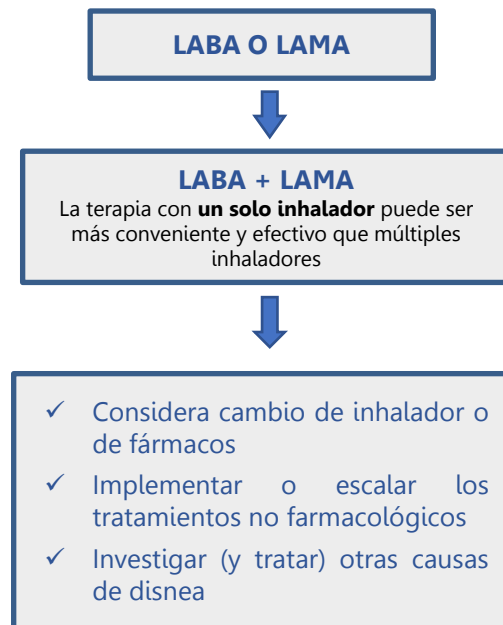 LABA O LAMA
LABA + LAMA
La terapia con un solo inhalador puede ser
más conveniente y efectivo que múltiples
inhaladores
✓ Considera cambio de inhalador o
de fármacos
✓ Implementar o escalar los
tratamientos no farmacológicos
✓ Investigar (y tratar) otras causas
de disnea